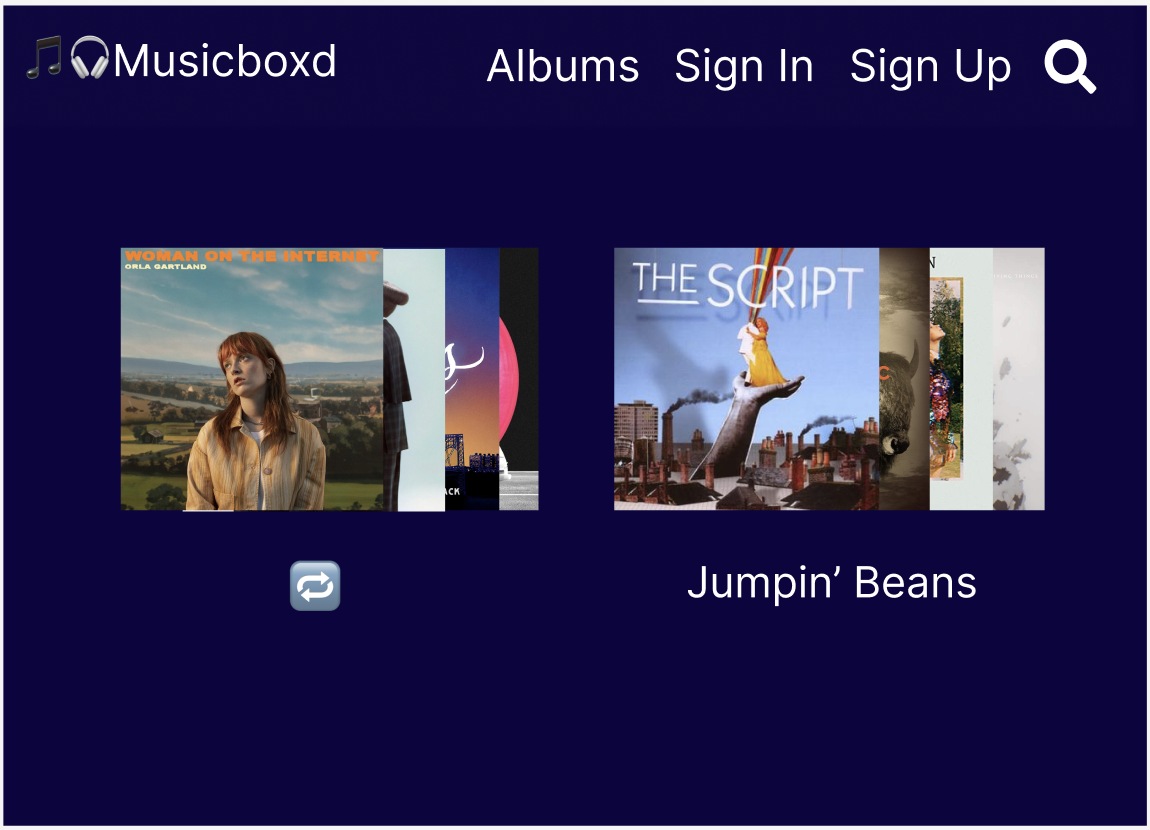 Musicboxd
Albums Sign In Sign Up
WOMAN ON THE INTERNET
ORLA GARTLAND
THE SCRIPT
Jumpin’ Beans